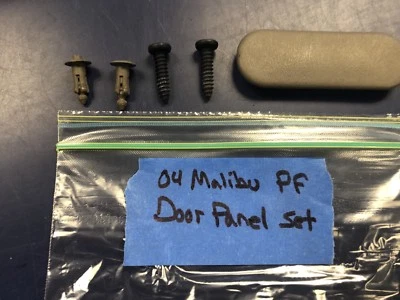 04 Malibu PF
Door Panel set